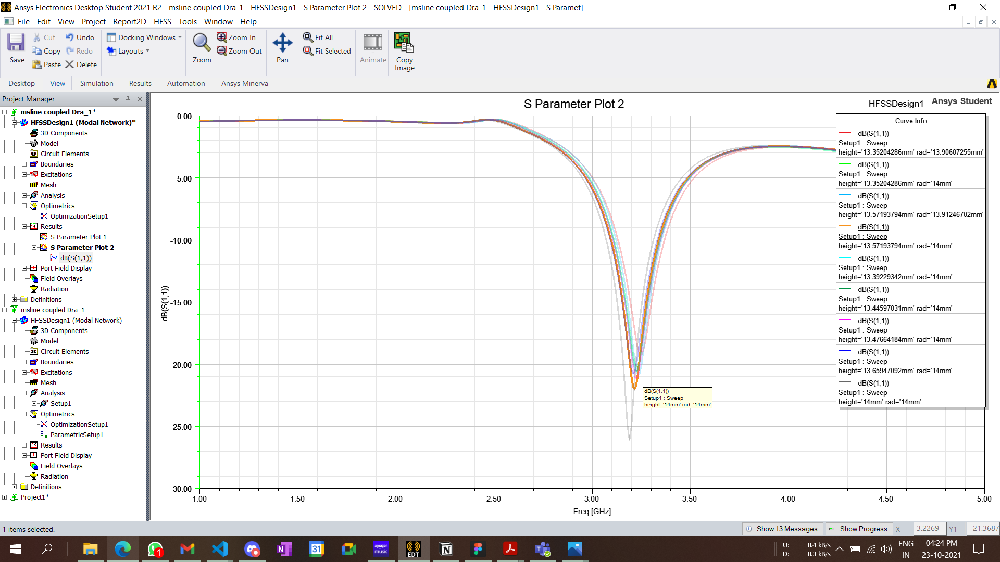 Ansys Electronics Desktop Student 2021 R2 - msline coupled Dra_1 - HFSSDesign1 - S Parameter Plot 2 - SOLVED - [msline coupled Dra_1 - HFSSDesign1 - S Paramet]
File Edit View Project Report2D HFSS Tools Window Help
Save
Cut
Copy
Paste
Undo
Redo
Delete
Docking Windows
Layouts
Zoom
Zoom In
Zoom Out
Pan
Fit All
Fit Selected
Animate
Copy
Image
Desktop View Simulation Results Automation Ansys Minerva
Project Manager
msline coupled Dra_1*
HFSSDesign1 (Modal Network)*
3D Components
Model
Circuit Elements
Boundaries
Excitations
Mesh
Analysis
Optimetrics
OptimizationSetup1
Results
S Parameter Plot 1
S Parameter Plot 2
dB(S(1,1))
Port Field Display
Field Overlays
Radiation
Definitions
msline coupled Dra_1
HFSSDesign1 (Modal Network)
3D Components
Model
Circuit Elements
Boundaries
Excitations
Mesh
Analysis
Setup1
Optimetrics
OptimizationSetup1
ParametricSetup1
Results
Port Field Display
Field Overlays
Radiation
Definitions
Project1*
S Parameter Plot 2
HFSSDesign1
Ansys Student
dB(S(1,1))
0.00
-5.00
-10.00
-15.00
-20.00
-25.00
-30.00
1.00 1.50 2.00 2.50 3.00 3.50 4.00 4.50 5.00
Freq [GHz]
Curve Info
dB(S(1,1))
Setup1 : Sweep
height='13.35204286mm' rad='13.90607255mm'
dB(S(1,1))
Setup1 : Sweep
height='13.35204286mm' rad='14mm'
dB(S(1,1))
Setup1 : Sweep
height='13.57193794mm' rad='13.91246702mm'
dB(S(1,1))
Setup1 : Sweep
height='13.57193794mm' rad='14mm'
dB(S(1,1))
Setup1 : Sweep
height='13.39229342mm' rad='14mm'
dB(S(1,1))
Setup1 : Sweep
height='13.44597031mm' rad='14mm'
dB(S(1,1))
Setup1 : Sweep
height='13.47664184mm' rad='14mm'
dB(S(1,1))
Setup1 : Sweep
height='13.65947092mm' rad='14mm'
dB(S(1,1))
Setup1 : Sweep
height='14mm' rad='14mm'
dB(S(1,1))
Setup1 : Sweep
height='14mm' rad='14mm'
1 items selected.
Show 13 Messages
Show Progress
X 3.2269 Y1 -21.3687
1
31
amazon
music
EDT
U: 0.4 kB/s
D: 0.3 kB/s
ENG
IN
04:24 PM
23-10-2021